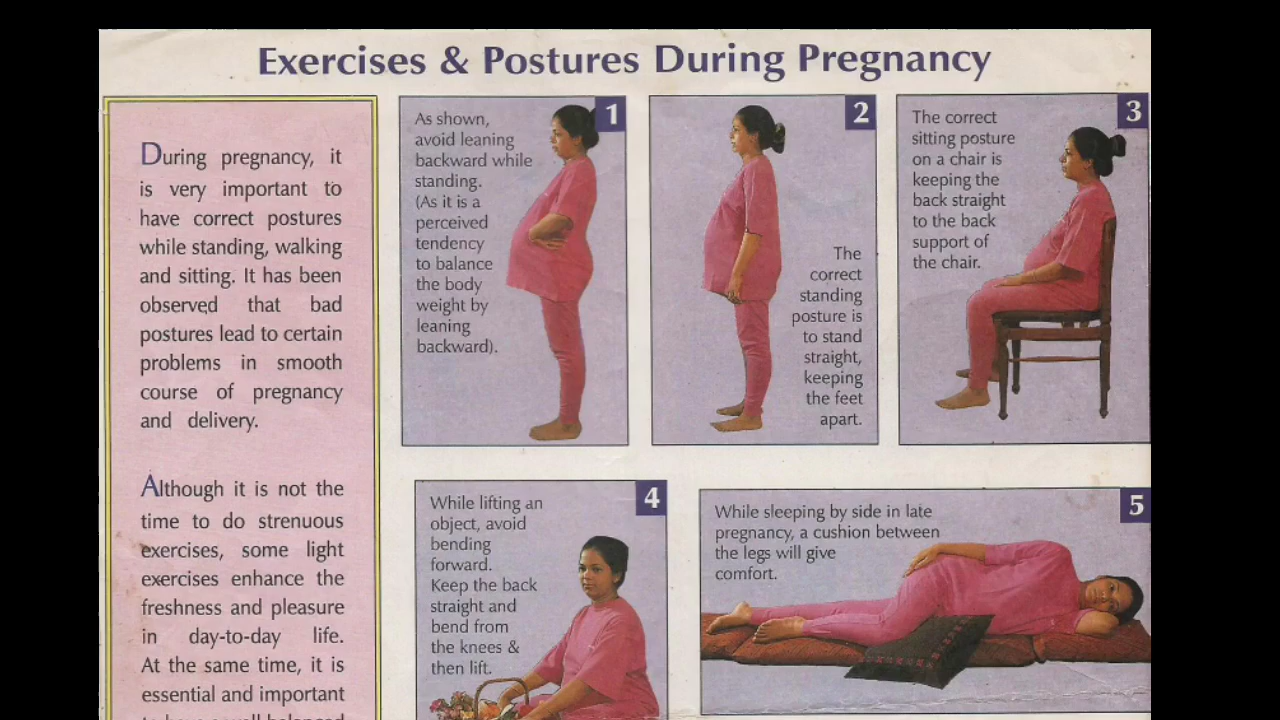 Exercises & Postures During Pregnancy
During pregnancy, it
is very important to
have correct postures
while standing, walking
and sitting. It has been
observed that bad
postures lead to certain
problems in smooth
course of pregnancy
and delivery.
Although it is not the
time to do strenuous
exercises, some light
exercises enhance the
freshness and pleasure
in day-to-day life.
At the same time, it is
essential and important
1
As shown,
avoid leaning
backward while
standing.
(As it is a
perceived
tendency
to balance
the body
weight by
leaning
backward).
2
The
correct
standing
posture is
to stand
straight,
keeping
the feet
apart.
3
The correct
sitting posture
on a chair is
keeping the
back straight
to the back
support of
the chair.
4
While lifting an
object, avoid
bending
forward.
Keep the back
straight and
bend from
the knees &
then lift.
5
While sleeping by side in late
pregnancy, a cushion between
the legs will give
comfort.